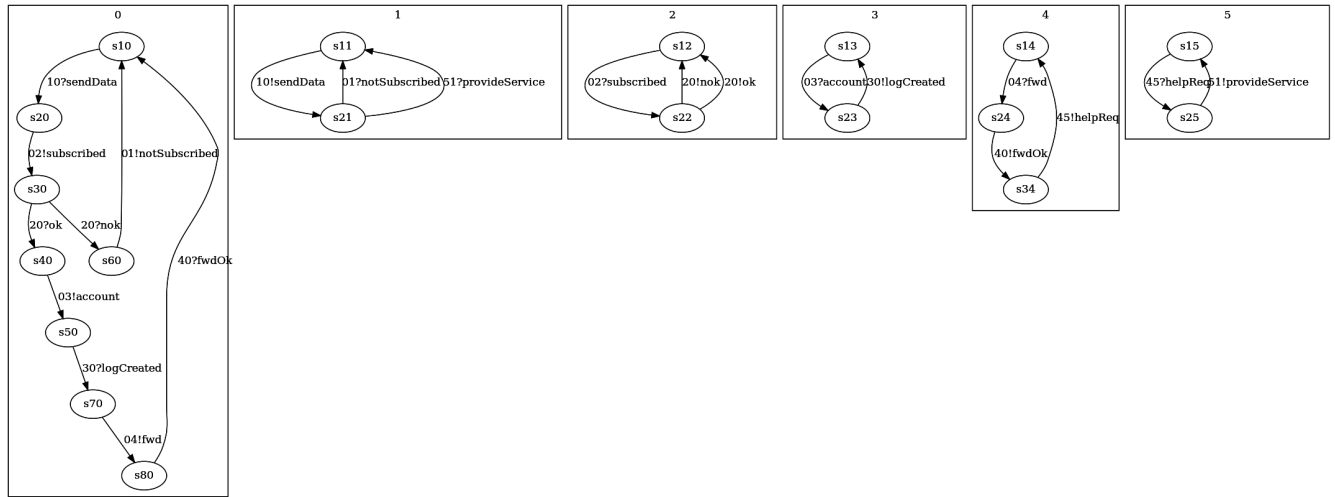 0
s10
10?sendData
s20
02!subscribed
01!notSubscribed
s30
20?ok
20?nok
s40
s60
40?fwdOk
03!account
s50
30?logCreated
s70
04!fwd
s80
1
s11
10!sendData
01?notSubscribed
51?provideService
s21
2
s12
02?subscribed
20!nok
20!ok
s22
3
s13
03?account
30!logCreated
s23
4
s14
04?fwd
s24
45!helpReq
40!fwdOk
s34
5
s15
45?helpReq
51!provideService
s25